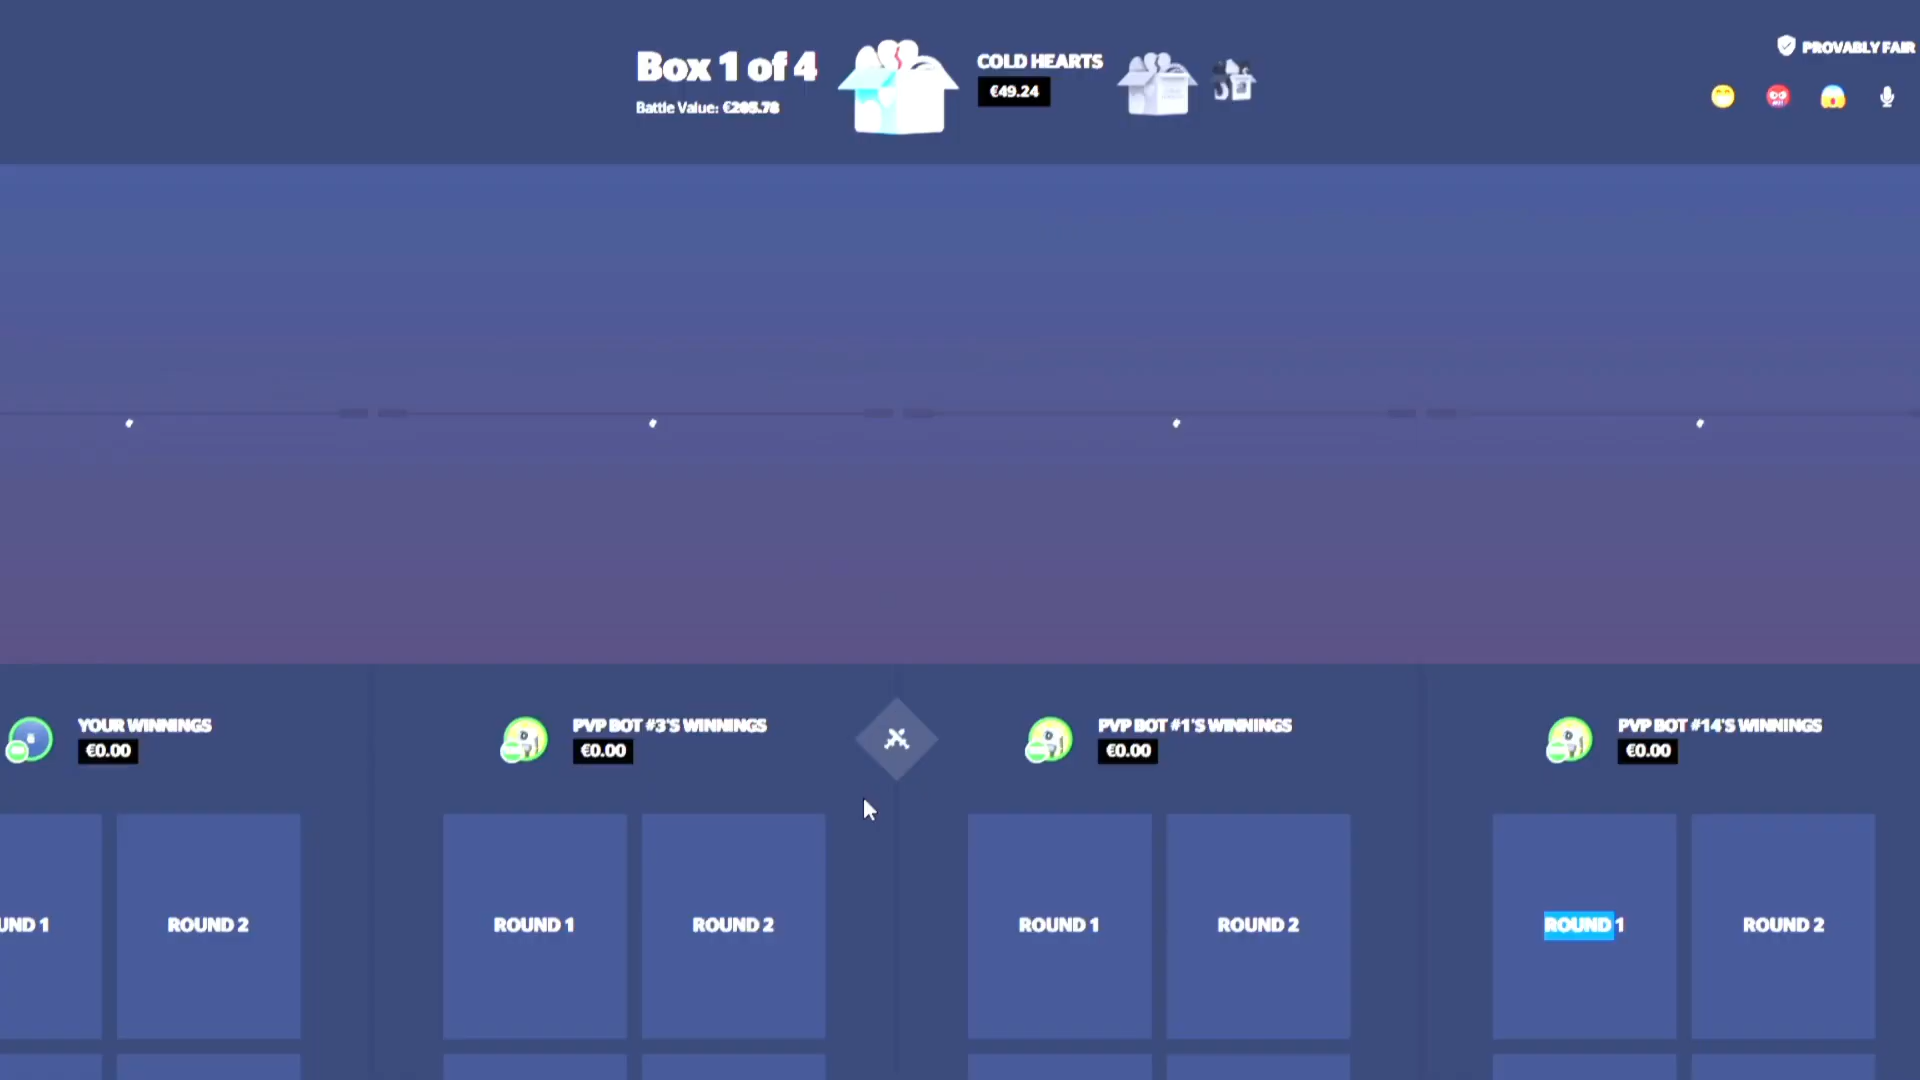 Box 1 of 4
Battle Value: €205.78
COLD HEARTS
€49.24
PROVABLY FAIR
YOUR WINNINGS
€0.00
PVP BOT #3'S WINNINGS
€0.00
PVP BOT #1'S WINNINGS
€0.00
PVP BOT #14'S WINNINGS
€0.00
UND 1
ROUND 2
ROUND 1
ROUND 2
ROUND 1
ROUND 2
ROUND 1
ROUND 2